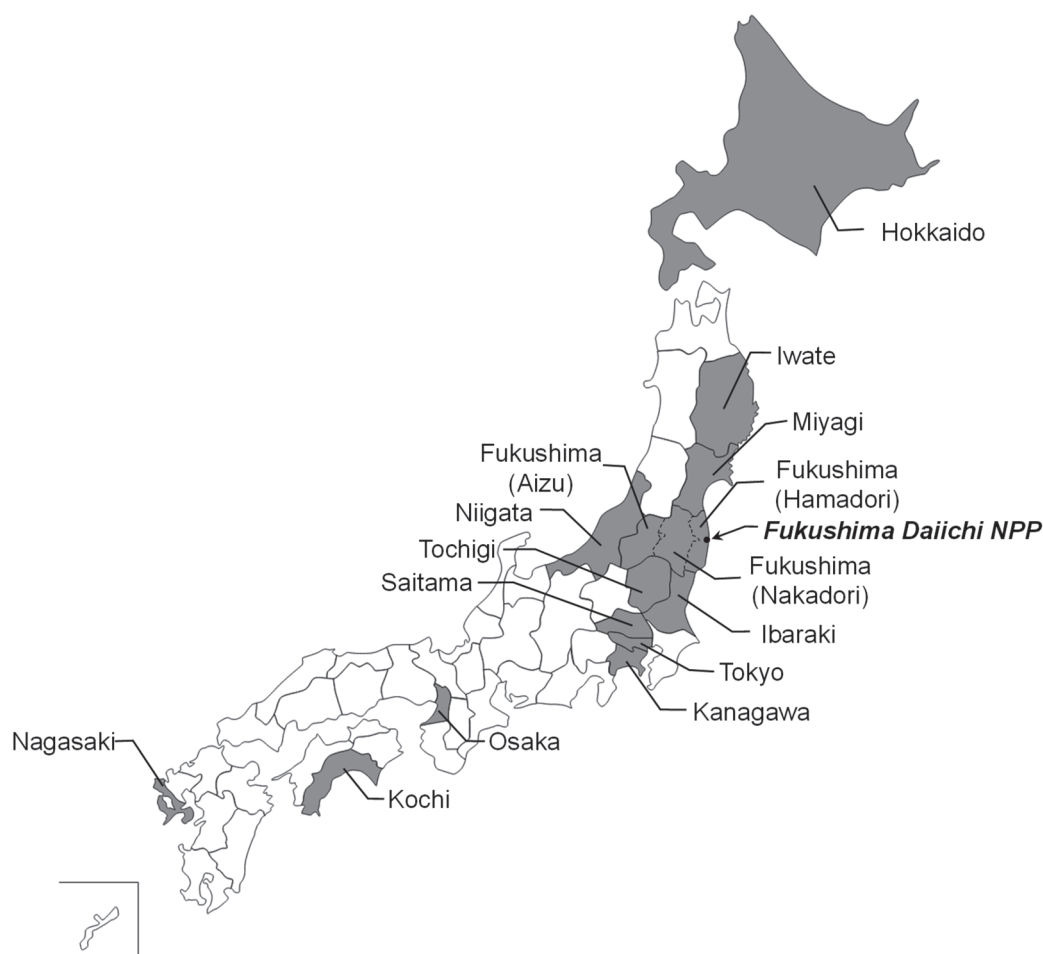 Hokkaido
Iwate
Miyagi
Fukushima
(Aizu)
Fukushima
(Hamadori)
Niigata
Fukushima Daiichi NPP
Tochigi
Fukushima
(Nakadori)
Saitama
Ibaraki
Tokyo
Kanagawa
Nagasaki
Osaka
Kochi